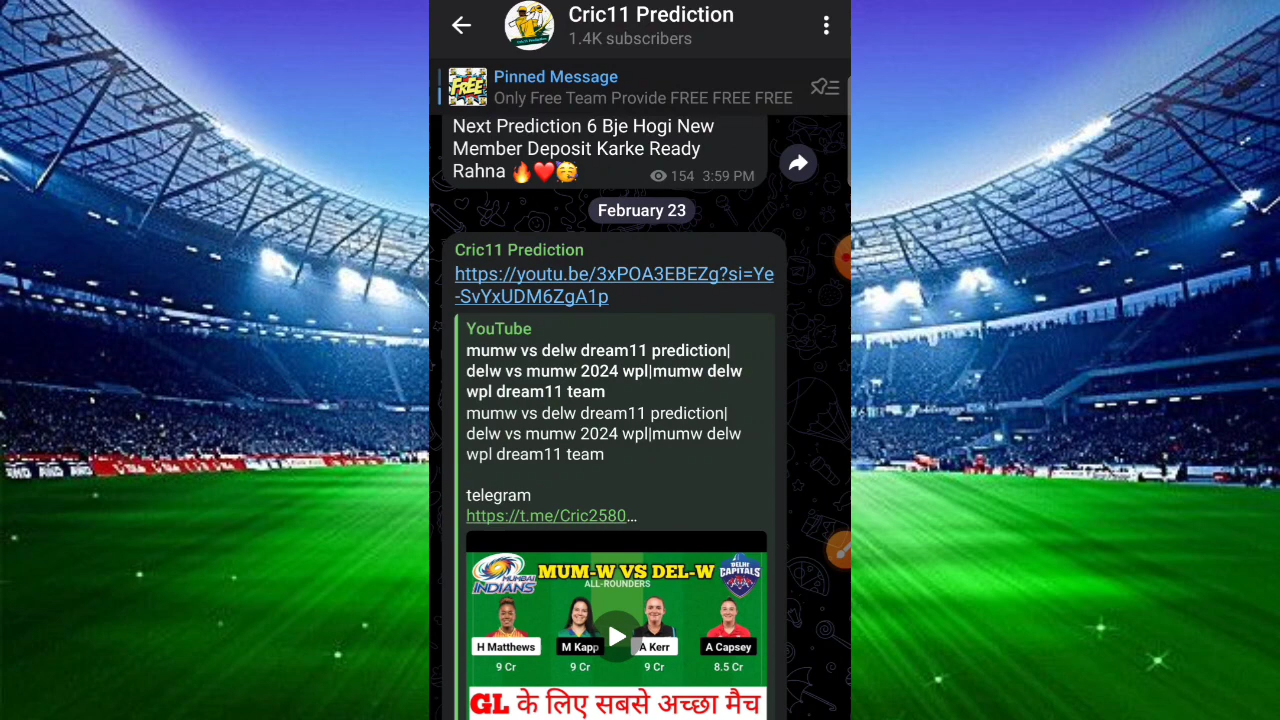 Cric11 Prediction
1.4K subscribers
Pinned Message
FREE
Only Free Team Provide FREE FREE FREE
Next Prediction 6 Bje Hogi New
Member Deposit Karke Ready
Rahna 🔥❤️🥳
154 3:59 PM
February 23
Cric11 Prediction
https://youtu.be/3xPOA3EBEZg?si=Ye
-SvYxUDM6ZgA1p
YouTube
mumw vs delw dream11 prediction|
delw vs mumw 2024 wpl|mumw delw
wpl dream11 team
mumw vs delw dream11 prediction|
delw vs mumw 2024 wpl|mumw delw
wpl dream11 team
telegram
https://t.me/Cric2580...
MUMBAI INDIANS
MUM-W VS DEL-W
DELHI CAPITALS
ALL-ROUNDERS
H Matthews
M Kapp
A Kerr
A Capsey
9 Cr
9 Cr
9 Cr
8.5 Cr
GL के लिए सबसे अच्छा मैच